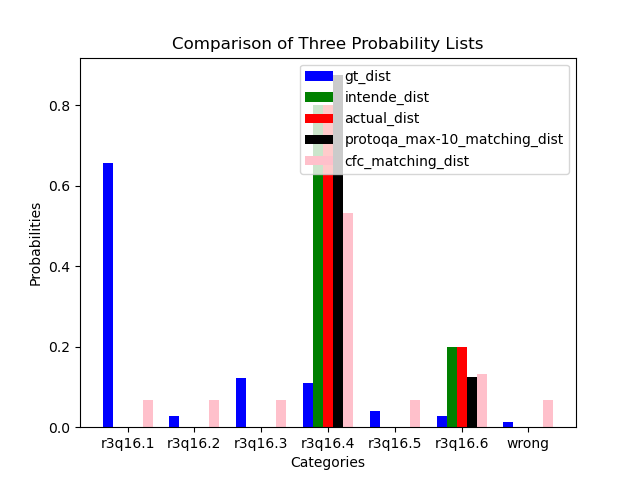 Comparison of Three Probability Lists
gt_dist
intende_dist
actual_dist
protoqa_max-10_matching_dist
cfc_matching_dist
Probabilities
0.8
0.6
0.4
0.2
0.0
r3q16.1 r3q16.2 r3q16.3 r3q16.4 r3q16.5 r3q16.6 wrong
Categories